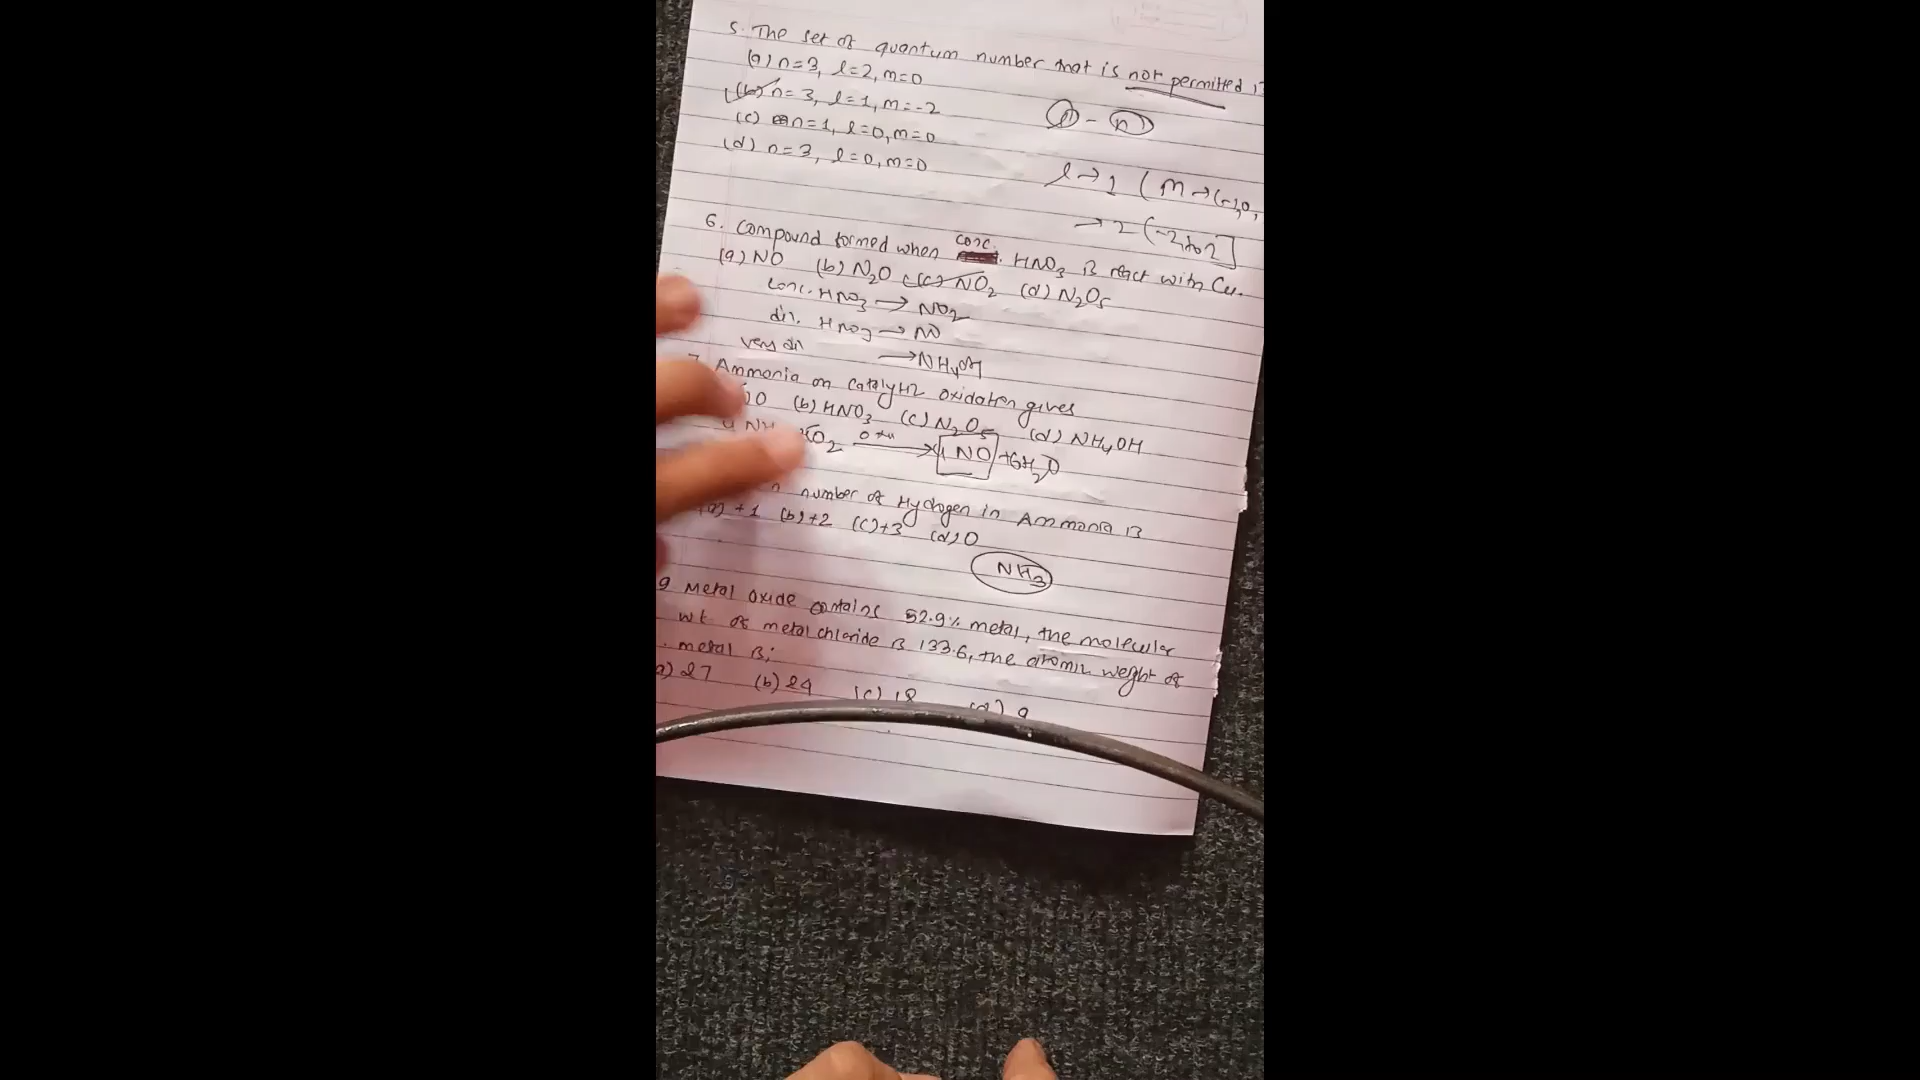 5. The set of quantum number that is not permitted is
(a) n=3, l=2, m=0
(b) n=3, l=1, m=-2
(c) n=1, l=0, m=0
(d) n=3, l=0, m=0
l→1 (m→
→2 (-2 to 2]
6. Compound formed when conc. HNO3 is react with Cu.
(a) NO (b) N2O (c) NO2 (d) N2O5
conc. HNO3 → NO2
dil. HNO3 → NO
very dil → NH4OH
Ammonia on catalytic oxidation gives
(b) HNO3 (c) N2O5 (d) NH4OH
O2 → 4 NO + 6H2O
number of Hydrogen in Ammonia is
(a) +1 (b) +2 (c) +3 (d) 0
NH3
9 Metal oxide contains 52.9% metal, the molecular
wt of metal chloride is 133.6, the atomic weight of
metal is;
a) 27 (b) 24 (c) 18 (d) 9